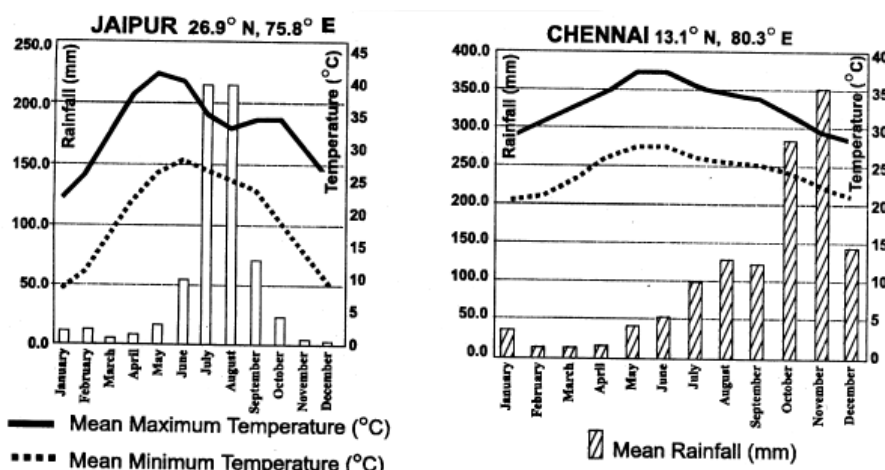 JAIPUR 26.9° N, 75.8° E
250.0
200.0
150.0
100.0
50.0
0.0
Rainfall (mm)
Temperature (°C)
45
40
35
30
25
20
15
10
5
0
January
February
March
April
May
June
July
August
September
October
November
December
Mean Maximum Temperature (°C)
Mean Minimum Temperature (°C)
CHENNAI 13.1° N, 80.3° E
400.0
350.0
300.0
250.0
200.0
150.0
100.0
50.0
0.0
Rainfall (mm)
Temperature (°C)
40
35
30
25
20
15
10
5
0
January
February
March
April
May
June
July
August
September
October
November
December
Mean Rainfall (mm)